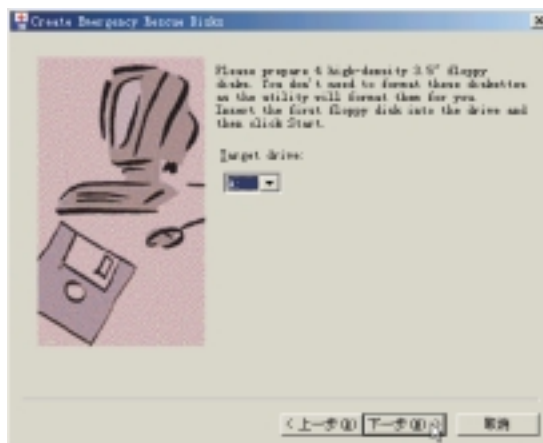 Create Emergency Rescue Disks
Please prepare 4 high-density 3.5" floppy
disks. You don't need to format these diskettes
as the utility will format them for you.
Insert the first floppy disk into the drive and
then click Start.
Target drive:
<上一步(B) 下一步(N)> 取消